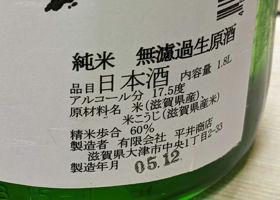 純米 無濾過生原酒
品目 日本酒 内容量 1.8L
アルコール分 17.5度
原材料名 米(滋賀県産)、
米こうじ(滋賀県産米)
精米歩合 60%
製造者 有限会社 平井商店
滋賀県大津市中央1丁目2-33
製造年月 05.12